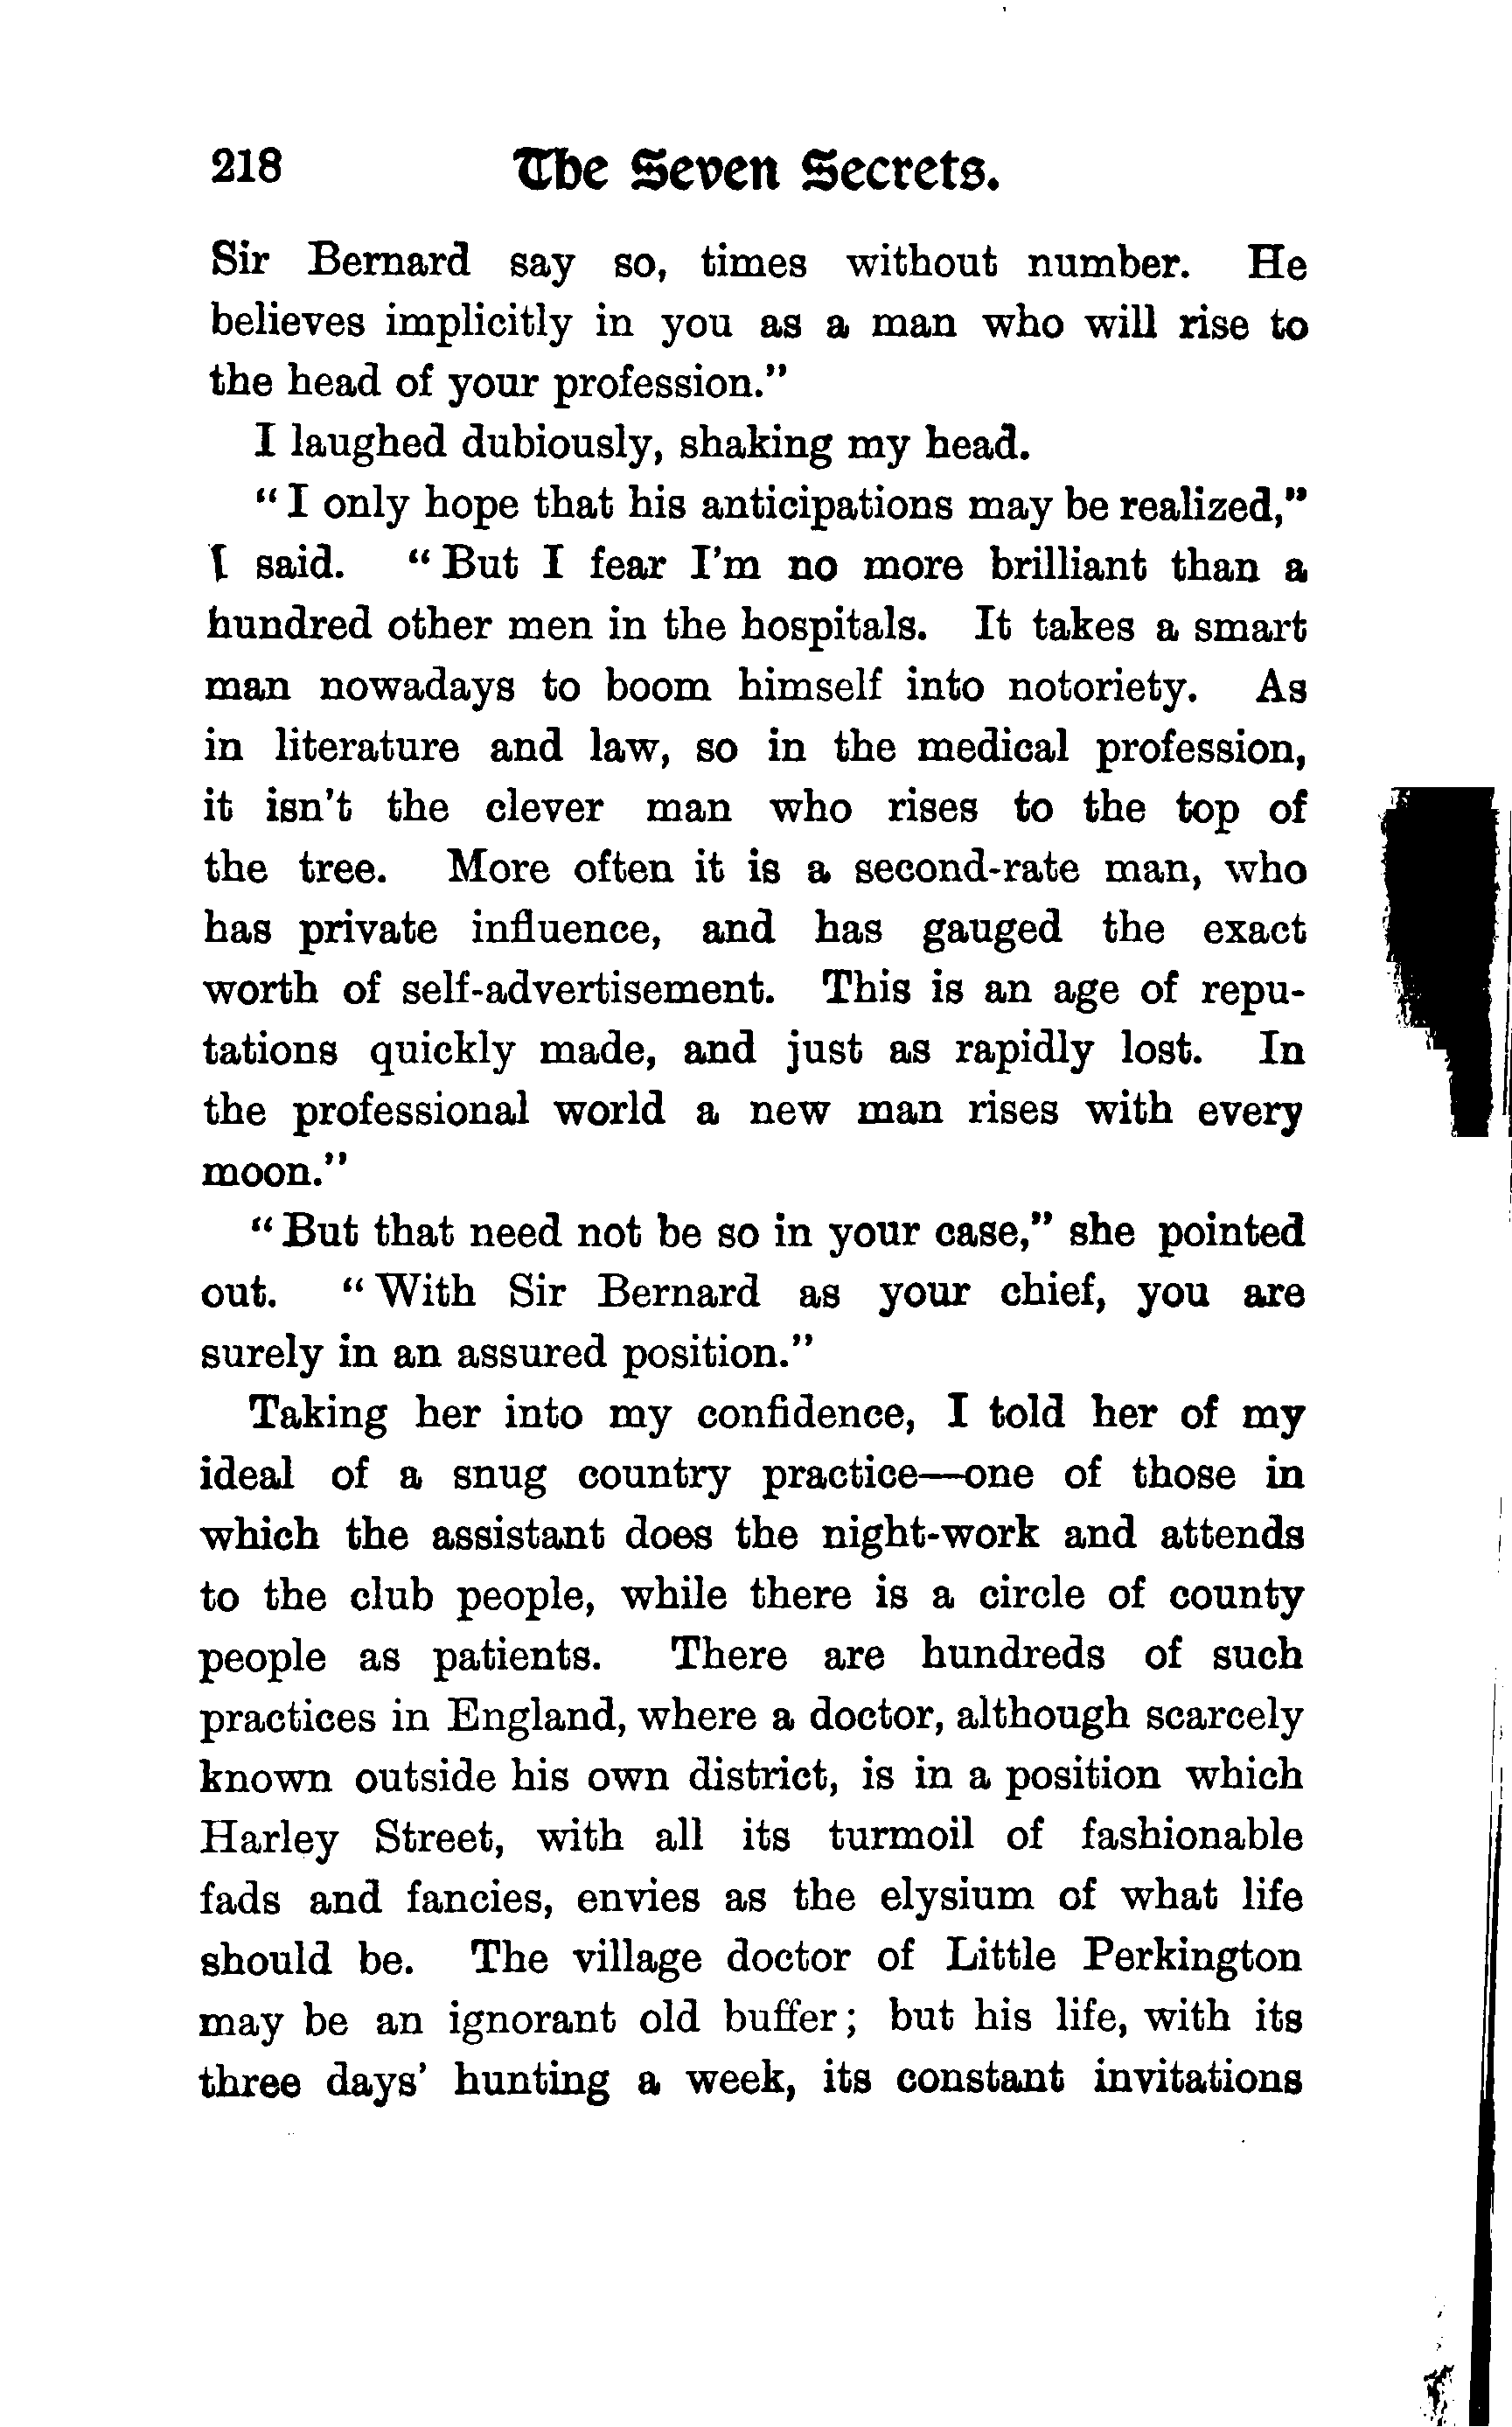 218 The Seven Secrets.
Sir Bernard say so, times without number. He
believes implicitly in you as a man who will rise to
the head of your profession."
I laughed dubiously, shaking my head.
"I only hope that his anticipations may be realized,"
I said. "But I fear I'm no more brilliant than a
hundred other men in the hospitals. It takes a smart
man nowadays to boom himself into notoriety. As
in literature and law, so in the medical profession,
it isn't the clever man who rises to the top of
the tree. More often it is a second-rate man, who
has private influence, and has gauged the exact
worth of self-advertisement. This is an age of repu-
tations quickly made, and just as rapidly lost. In
the professional world a new man rises with every
moon."
"But that need not be so in your case," she pointed
out. "With Sir Bernard as your chief, you are
surely in an assured position."
Taking her into my confidence, I told her of my
ideal of a snug country practice—one of those in
which the assistant does the night-work and attends
to the club people, while there is a circle of county
people as patients. There are hundreds of such
practices in England, where a doctor, although scarcely
known outside his own district, is in a position which
Harley Street, with all its turmoil of fashionable
fads and fancies, envies as the elysium of what life
should be. The village doctor of Little Perkington
may be an ignorant old buffer; but his life, with its
three days' hunting a week, its constant invitations